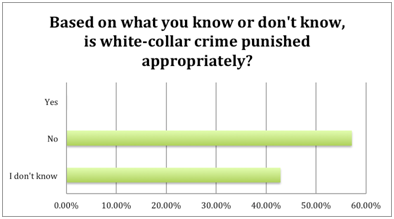 Based on what you know or don't know,
is white-collar crime punished
appropriately?
Yes
No
I don't know
0.00% 10.00% 20.00% 30.00% 40.00% 50.00% 60.00%